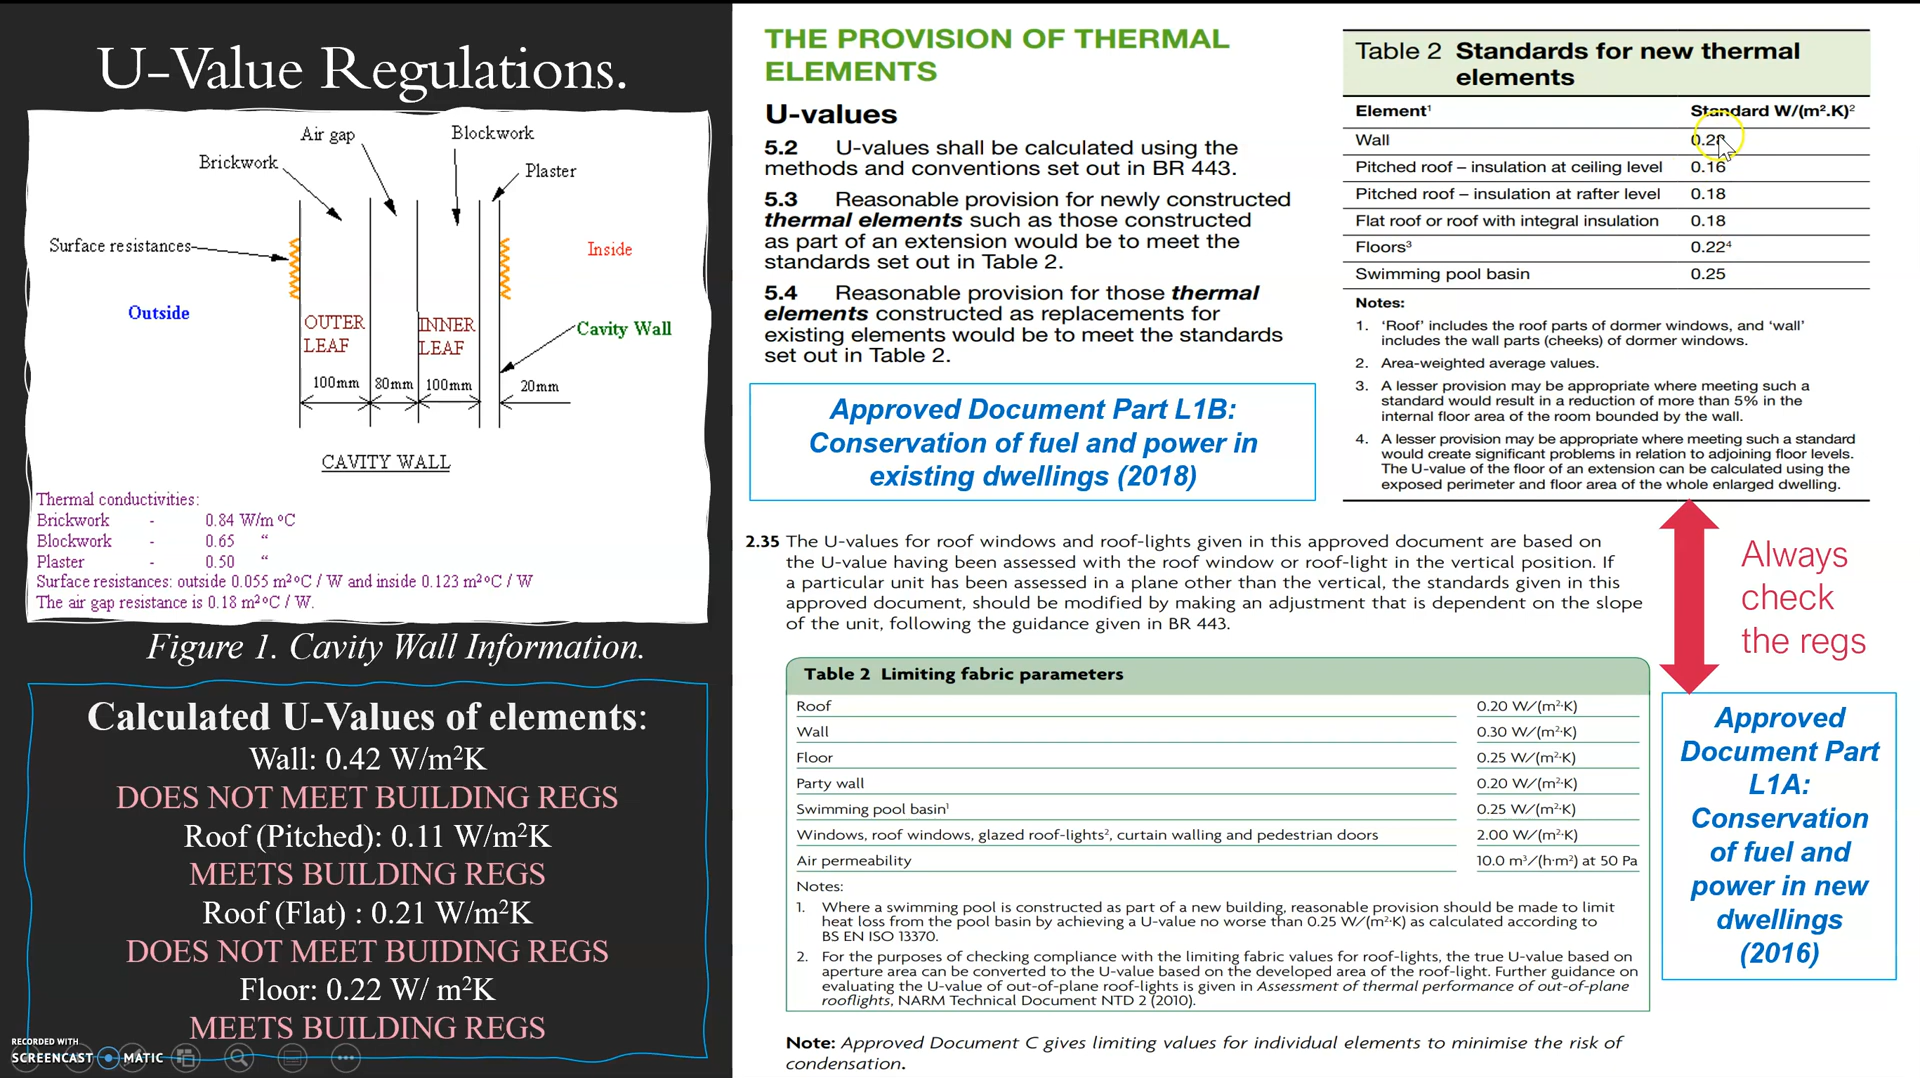 U-Value Regulations.
Air gap
Blockwork
Brickwork
Plaster
Surface resistances
Inside
Outside
OUTER
LEAF
INNER
LEAF
Cavity Wall
100mm
80mm
100mm
20mm
CAVITY WALL
Thermal conductivities:
Brickwork - 0.84 W/m ºC
Blockwork - 0.65 “
Plaster - 0.50 “
Surface resistances: outside 0.055 m²ºC / W and inside 0.123 m²ºC / W
The air gap resistance is 0.18 m²ºC / W.
Figure 1. Cavity Wall Information.
Calculated U-Values of elements:
Wall: 0.42 W/m²K
DOES NOT MEET BUILDING REGS
Roof (Pitched): 0.11 W/m²K
MEETS BUILDING REGS
Roof (Flat) : 0.21 W/m²K
DOES NOT MEET BUIDING REGS
Floor: 0.22 W/ m²K
MEETS BUILDING REGS
RECORDED WITH
SCREENCAST MATIC
THE PROVISION OF THERMAL
ELEMENTS
U-values
5.2 U-values shall be calculated using the
methods and conventions set out in BR 443.
5.3 Reasonable provision for newly constructed
thermal elements such as those constructed
as part of an extension would be to meet the
standards set out in Table 2.
5.4 Reasonable provision for those thermal
elements constructed as replacements for
existing elements would be to meet the standards
set out in Table 2.
Approved Document Part L1B:
Conservation of fuel and power in
existing dwellings (2018)
Table 2 Standards for new thermal
elements
Element¹ Standard W/(m².K)²
Wall
Pitched roof – insulation at ceiling level 0.16
Pitched roof – insulation at rafter level 0.18
Flat roof or roof with integral insulation 0.18
Floors³ 0.22⁴
Swimming pool basin 0.25
Notes:
1. ‘Roof’ includes the roof parts of dormer windows, and ‘wall’
includes the wall parts (cheeks) of dormer windows.
2. Area-weighted average values.
3. A lesser provision may be appropriate where meeting such a
standard would result in a reduction of more than 5% in the
internal floor area of the room bounded by the wall.
4. A lesser provision may be appropriate where meeting such a standard
would create significant problems in relation to adjoining floor levels.
The U-value of the floor of an extension can be calculated using the
exposed perimeter and floor area of the whole enlarged dwelling.
2.35 The U-values for roof windows and roof-lights given in this approved document are based on
the U-value having been assessed with the roof window or roof-light in the vertical position. If
a particular unit has been assessed in a plane other than the vertical, the standards given in this
approved document, should be modified by making an adjustment that is dependent on the slope
of the unit, following the guidance given in BR 443.
Always
check
the regs
Table 2 Limiting fabric parameters
Roof 0.20 W/(m²·K)
Wall 0.30 W/(m²·K)
Floor 0.25 W/(m²·K)
Party wall 0.20 W/(m²·K)
Swimming pool basin¹ 0.25 W/(m²·K)
Windows, roof windows, glazed roof-lights², curtain walling and pedestrian doors 2.00 W/(m²·K)
Air permeability 10.0 m³/(h·m²) at 50 Pa
Notes:
1. Where a swimming pool is constructed as part of a new building, reasonable provision should be made to limit
heat loss from the pool basin by achieving a U-value no worse than 0.25 W/(m²·K) as calculated according to
BS EN ISO 13370.
2. For the purposes of checking compliance with the limiting fabric values for roof-lights, the true U-value based on
aperture area can be converted to the U-value based on the developed area of the roof-light. Further guidance on
evaluating the U-value of out-of-plane roof-lights is given in Assessment of thermal performance of out-of-plane
rooflights, NARM Technical Document NTD 2 (2010).
Note: Approved Document C gives limiting values for individual elements to minimise the risk of
condensation.
Approved
Document Part
L1A:
Conservation
of fuel and
power in new
dwellings
(2016)